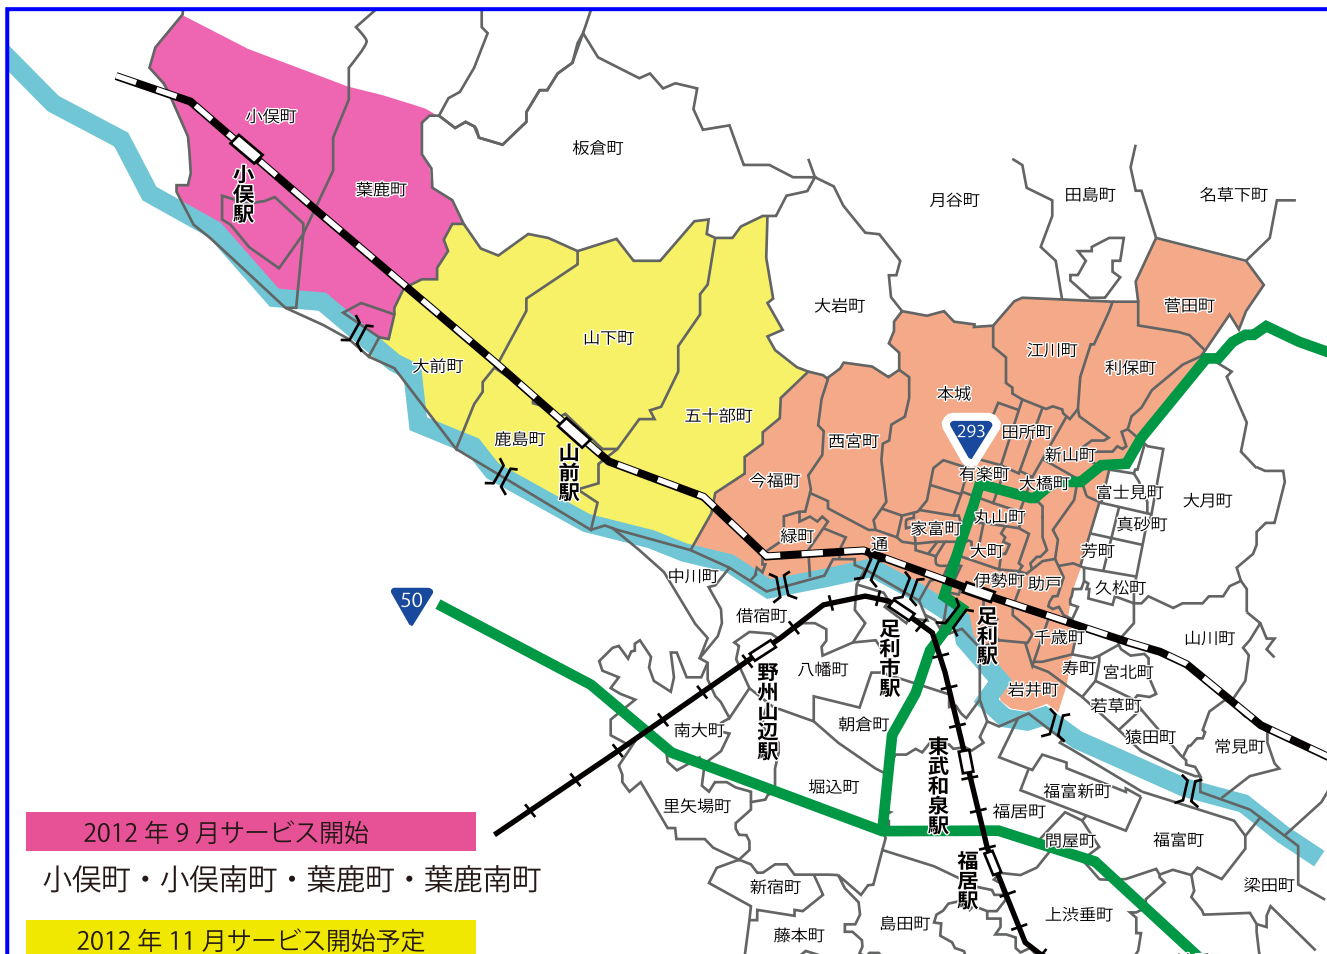 小俣町
板倉町
葉鹿町
小俣駅
月谷町
田島町
名草下町
大岩町
菅田町
山下町
江川町
大前町
利保町
本城
五十部町
293
田所町
鹿島町
西宮町
新山町
山前駅
有楽町
今福町
大橋町
富士見町
大月町
丸山町
真砂町
家富町
緑町
通
大町
芳町
中川町
伊勢町
助戸
久松町
50
借宿町
足利駅
足利市駅
千歳町
山川町
八幡町
寿町
宮北町
野州山辺駅
岩井町
若草町
朝倉町
南大町
猿田町
東武和泉駅
常見町
堀込町
福富新町
里矢場町
福居町
2012 年 9 月サービス開始
問屋町
福富町
小俣町・小俣南町・葉鹿町・葉鹿南町
福居駅
新宿町
梁田町
上渋垂町
島田町
藤本町
2012 年 11 月サービス開始予定